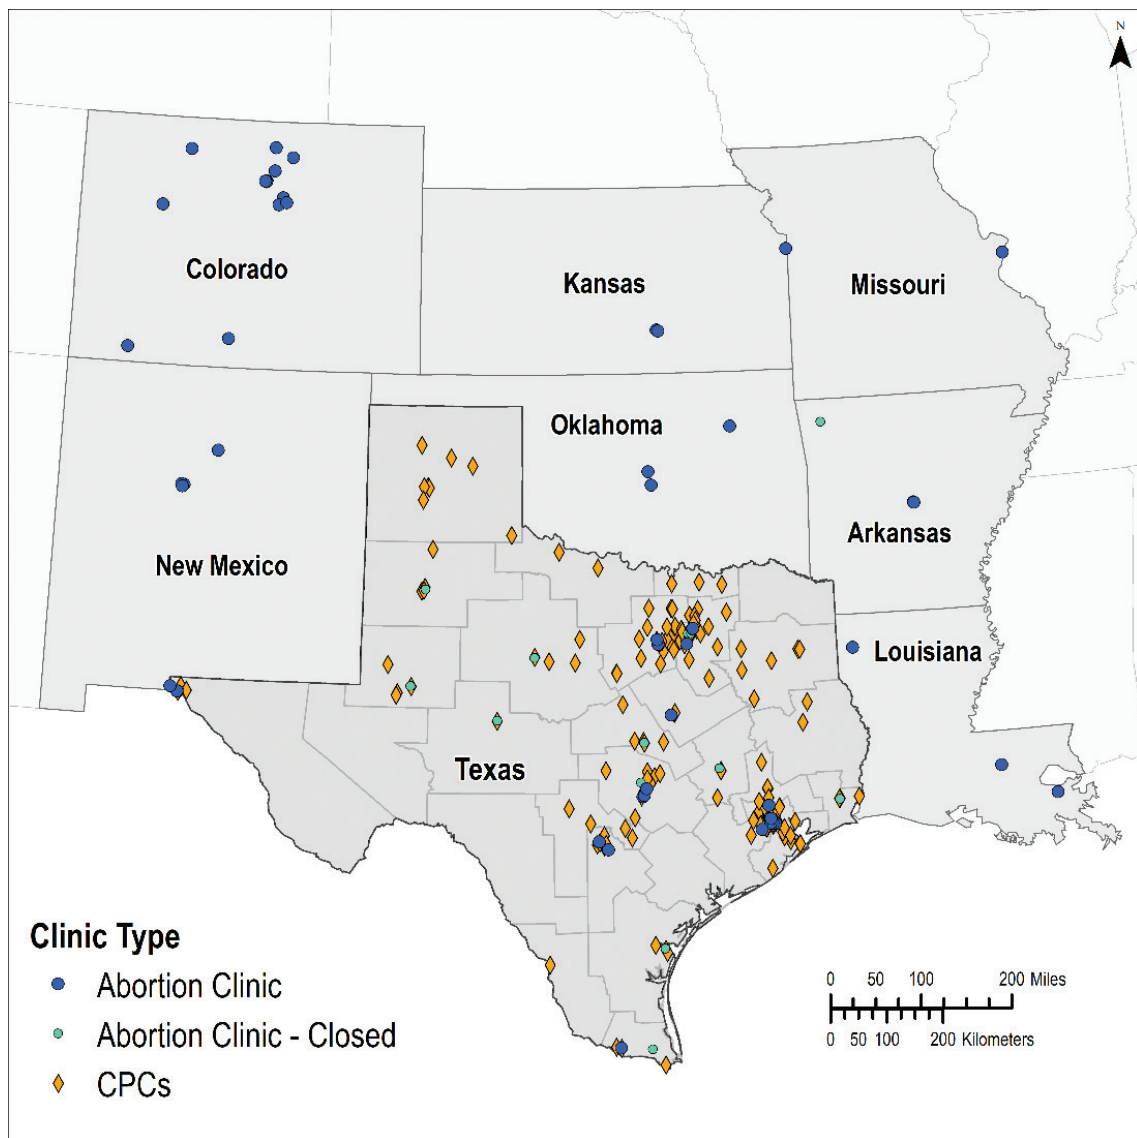 N
Colorado
Kansas
Missouri
Oklahoma
New Mexico
Arkansas
Louisiana
Texas
Clinic Type
Abortion Clinic
Abortion Clinic - Closed
CPCs
0 50 100 200 Miles
0 50 100 200 Kilometers